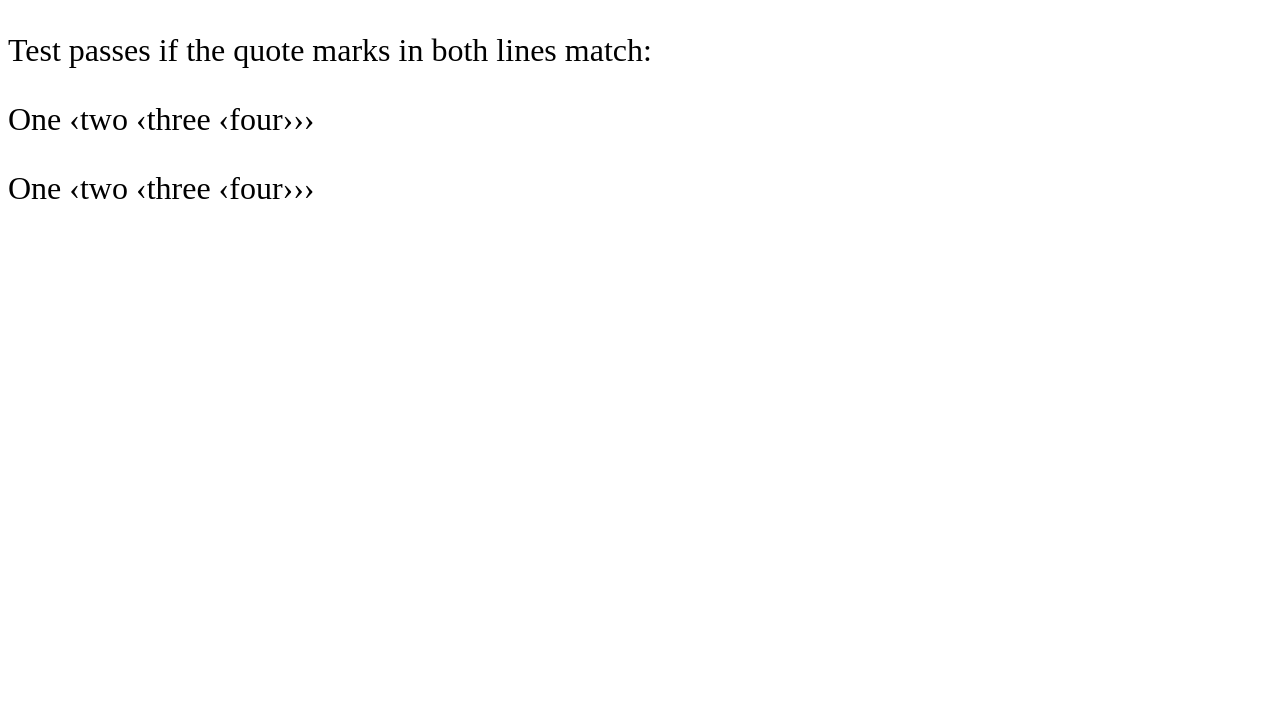 Test passes if the quote marks in both lines match:
One ‹two ‹three ‹four›››
One ‹two ‹three ‹four›››